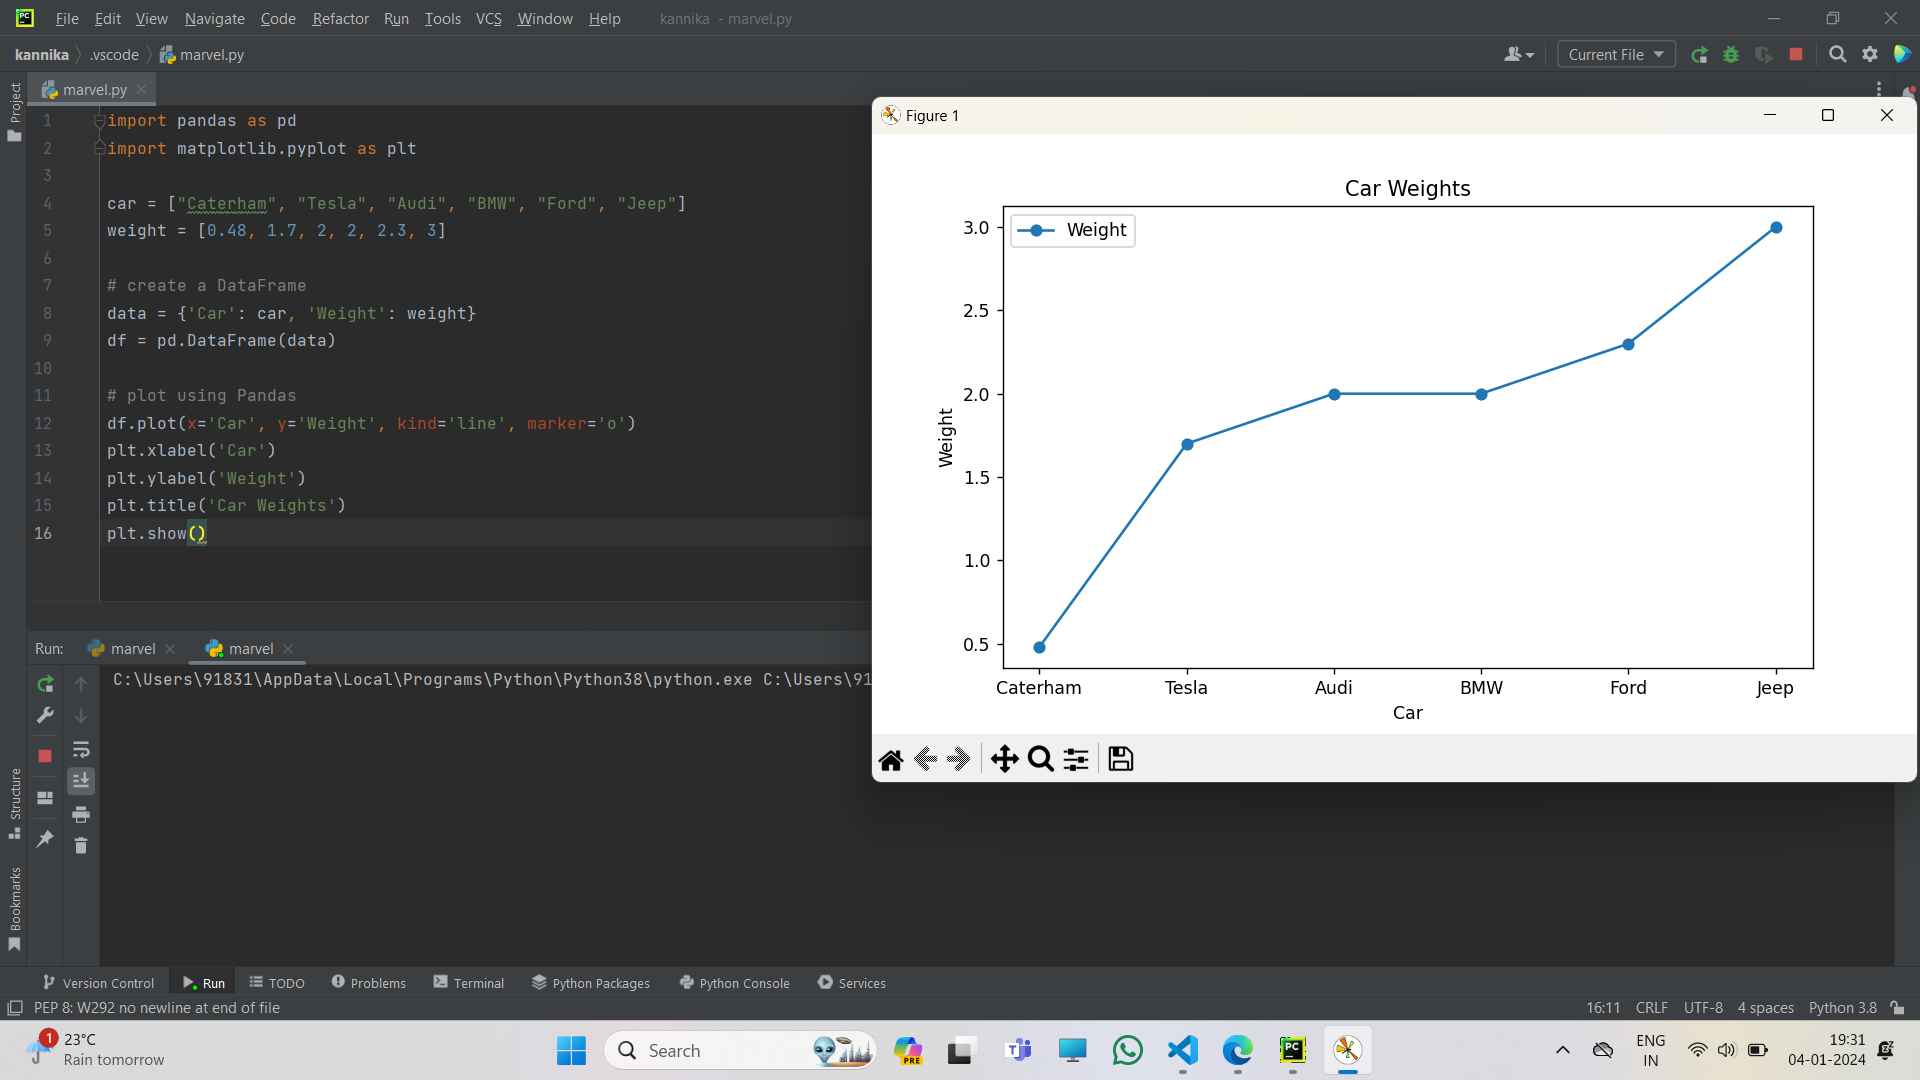 PC
File Edit View Navigate Code Refactor Run Tools VCS Window Help kannika - marvel.py
kannika .vscode marvel.py
Current File
Project
marvel.py
1 import pandas as pd
2 import matplotlib.pyplot as plt
3
4 car = ["Caterham", "Tesla", "Audi", "BMW", "Ford", "Jeep"]
5 weight = [0.48, 1.7, 2, 2, 2.3, 3]
6
7 # create a DataFrame
8 data = {'Car': car, 'Weight': weight}
9 df = pd.DataFrame(data)
10
11 # plot using Pandas
12 df.plot(x='Car', y='Weight', kind='line', marker='o')
13 plt.xlabel('Car')
14 plt.ylabel('Weight')
15 plt.title('Car Weights')
16 plt.show()
Figure 1
Car Weights
Weight
3.0
2.5
2.0
1.5
1.0
0.5
Weight
Caterham Tesla Audi BMW Ford Jeep
Car
Run: marvel marvel
C:\Users\91831\AppData\Local\Programs\Python\Python38\python.exe C:\Users\91
Structure
Bookmarks
Version Control Run TODO Problems Terminal Python Packages Python Console Services
PEP 8: W292 no newline at end of file 16:11 CRLF UTF-8 4 spaces Python 3.8
1
23°C
Rain tomorrow
Search
PRE
PC
ENG
IN
19:31
04-01-2024